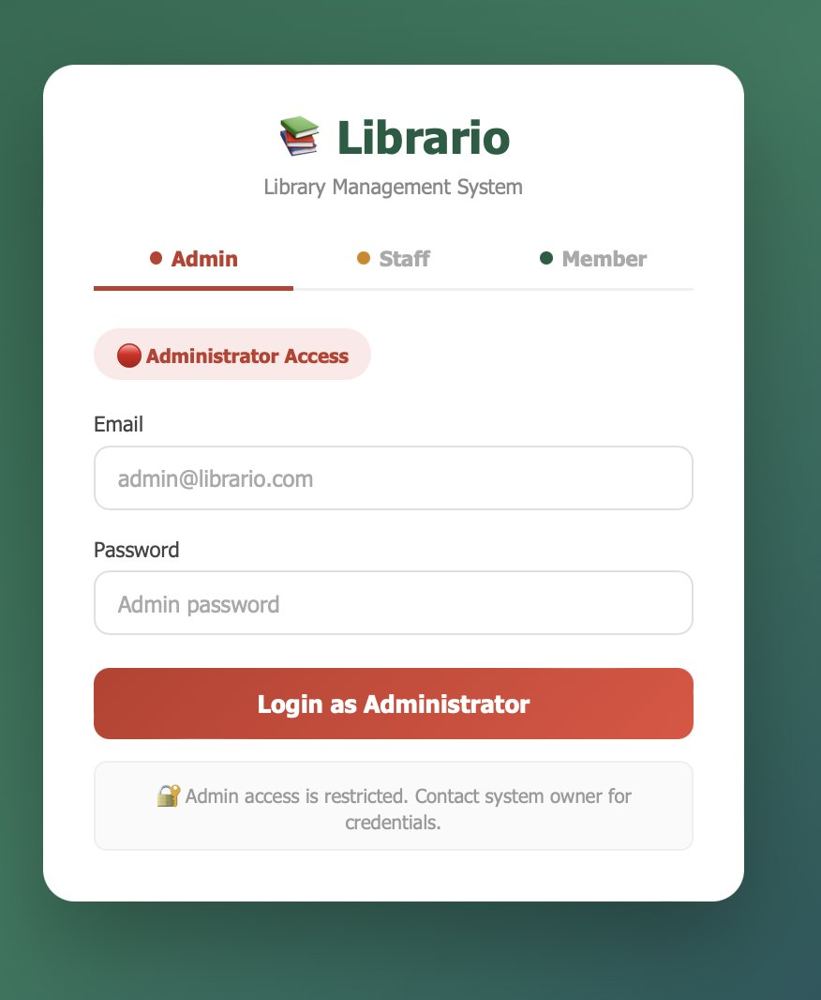 Librario
Library Management System
Admin
Staff
Member
Administrator Access
Email
admin@librario.com
Password
Admin password
Login as Administrator
Admin access is restricted. Contact system owner for
credentials.